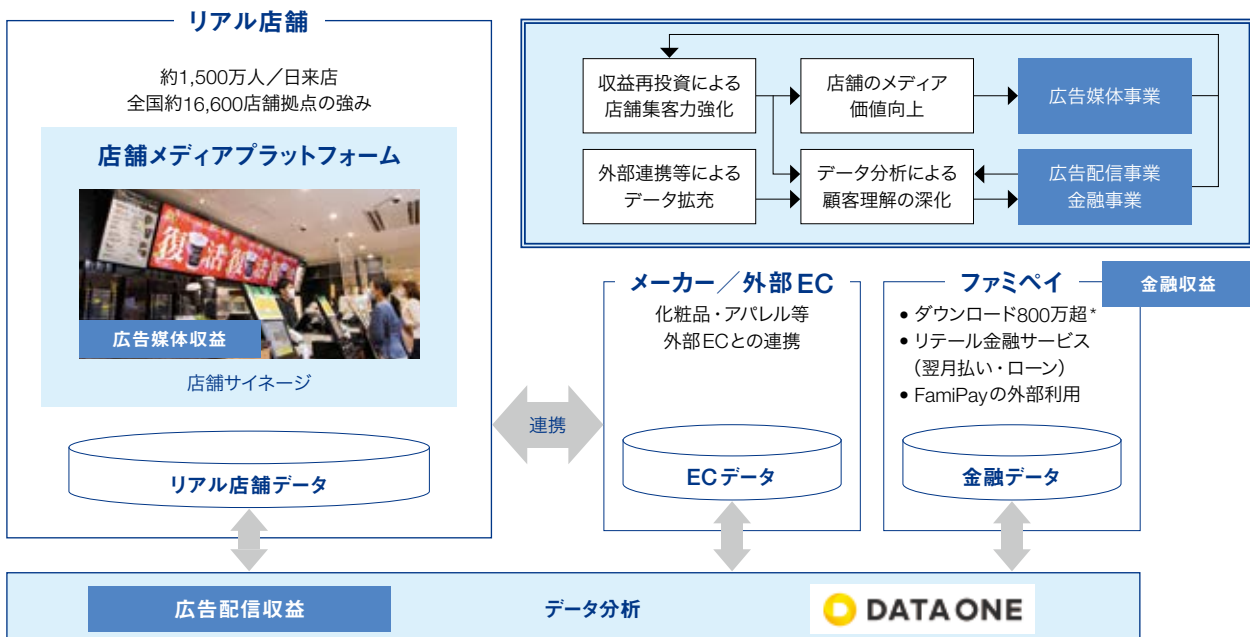 リアル店舗
約1,500万人／日来店
全国約16,600店舗拠点の強み
店舗メディアプラットフォーム
復活
復活
復活
広告媒体収益
店舗サイネージ
リアル店舗データ
収益再投資による
店舗集客力強化
店舗のメディア
価値向上
広告媒体事業
外部連携等による
データ拡充
データ分析による
顧客理解の深化
広告配信事業
金融事業
連携
メーカー／外部EC
化粧品・アパレル等
外部ECとの連携
ECデータ
ファミペイ
金融収益
• ダウンロード800万超*
• リテール金融サービス
（翌月払い・ローン）
• FamiPayの外部利用
金融データ
広告配信収益
データ分析
DATA ONE